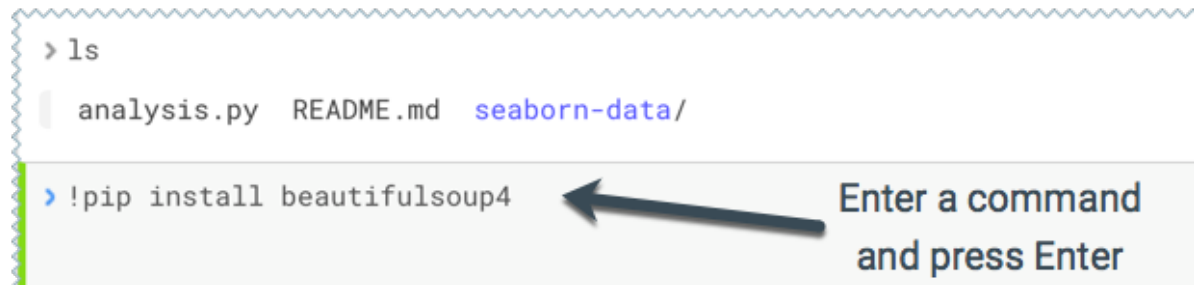 > ls
analysis.py README.md seaborn-data/
> !pip install beautifulsoup4
Enter a command
and press Enter